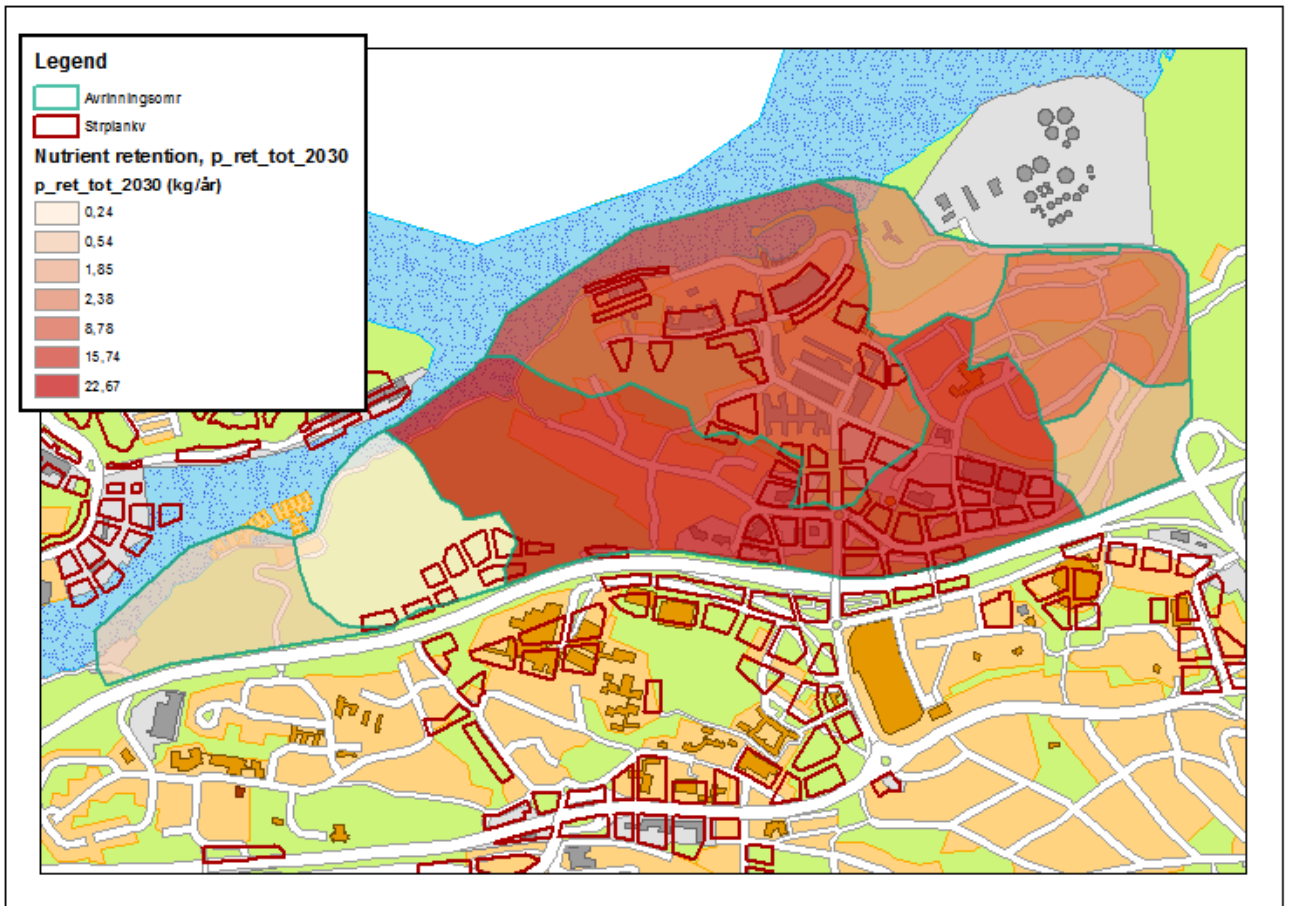 Legend
Avrinningsomr
Strplankv
Nutrient retention, p_ret_tot_2030
p_ret_tot_2030 (kg/år)
0,24
0,54
1,85
2,38
8,78
15,74
22,67